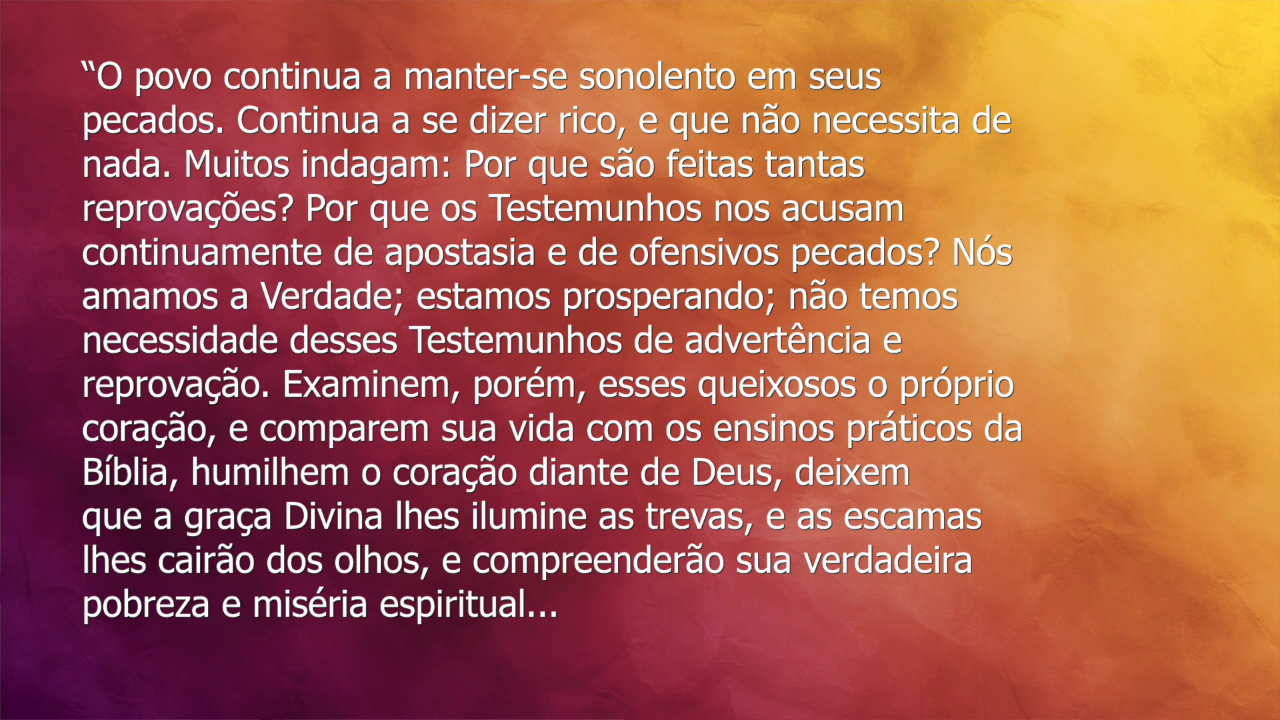 “O povo continua a manter-se sonolento em seus
pecados. Continua a se dizer rico, e que não necessita de
nada. Muitos indagam: Por que são feitas tantas
reprovações? Por que os Testemunhos nos acusam
continuamente de apostasia e de ofensivos pecados? Nós
amamos a Verdade; estamos prosperando; não temos
necessidade desses Testemunhos de advertência e
reprovação. Examinem, porém, esses queixosos o próprio
coração, e comparem sua vida com os ensinos práticos da
Bíblia, humilhem o coração diante de Deus, deixem
que a graça Divina lhes ilumine as trevas, e as escamas
lhes cairão dos olhos, e compreenderão sua verdadeira
pobreza e miséria espiritual...